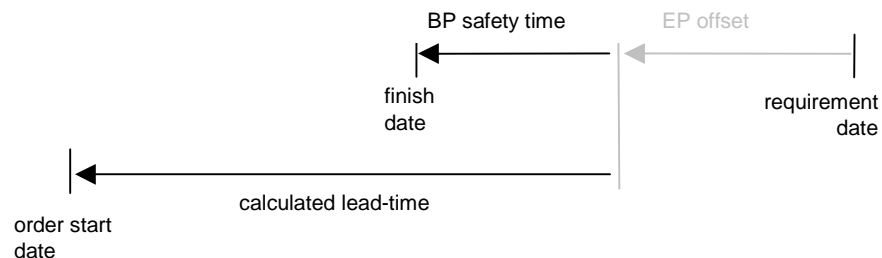 BP safety time
EP offset
finish
date
requirement
date
calculated lead-time
order start
date